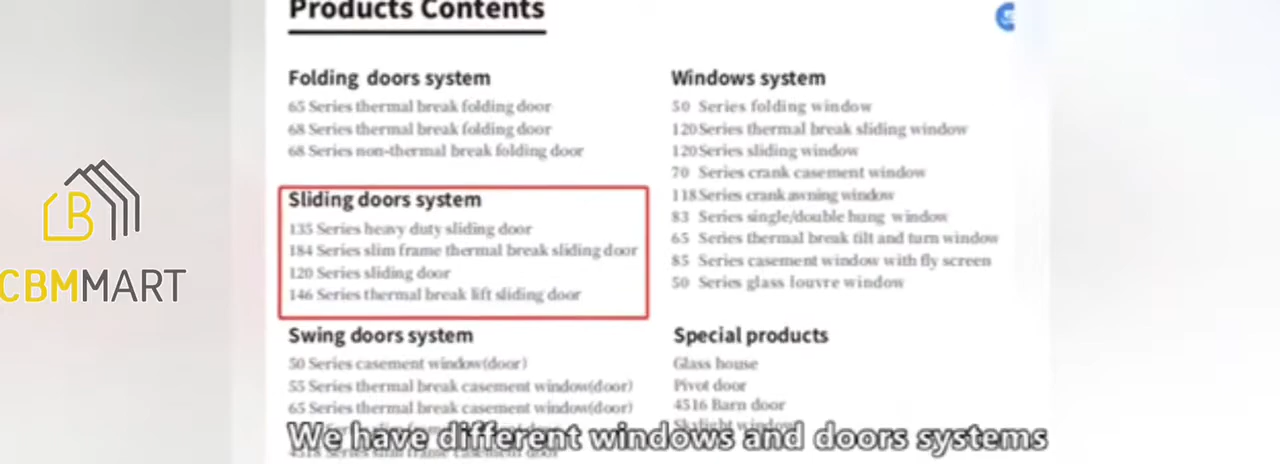 Products Contents
Folding doors system
65 Series thermal break folding door
68 Series thermal break folding door
68 Series non-thermal break folding door
Sliding doors system
135 Series heavy duty sliding door
184 Series slim frame thermal break sliding door
120 Series sliding door
146 Series thermal break lift sliding door
Swing doors system
50 Series casement window(door)
55 Series thermal break casement window(door)
65 Series thermal break casement window(door)
Windows system
50 Series folding window
120Series thermal break sliding window
120Series sliding window
70 Series crank casement window
118Series crank awning window
83 Series single/double hung window
65 Series thermal break tilt and turn window
85 Series casement window with fly screen
50 Series glass louvre window
Special products
Glass house
Pivot door
4516 Barn door
CBMMART
We have different windows and doors systems